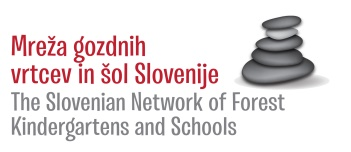 Mreža gozdnih
vrtcev in šol Slovenije
The Slovenian Network of Forest
Kindergartens and Schools